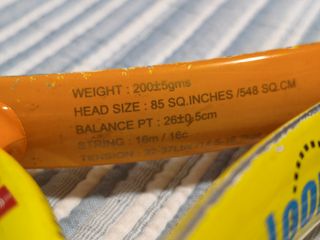 WEIGHT : 200±5gms
HEAD SIZE : 85 SQ.INCHES /548 SQ.CM
BALANCE PT : 26±0.5cm
STRING : 16m / 16c
TENSION :